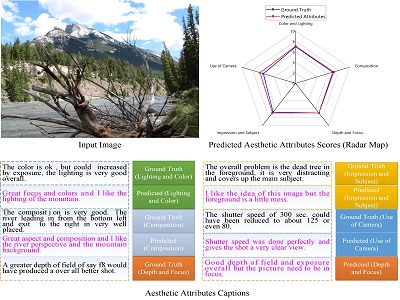 Ground Truth
Predicted Attributes
Color and Lighting
10
8
6
4
2
Use of Camera
Composition
Impression and Subject
Depth and Focus
Input Image
Predicted Aesthetic Attributes Scores (Radar Map)
The color is ok , but could increased
by exposure, the lighting is very good
overall.
Ground Truth
(Lighting and Color)
Great focus and colors and I like the
lighting of the mountain.
Predicted (Lighting
and Color)
The composition is very good. The
river leading in from the bottom left
and exit to the right in very well
placed.
Ground Truth
(Composition)
Great aspect and composition and I like
the river perspective and the mountain
background.
Predicted
(Composition)
A greater depth of field of say f8 would
have produced a over all better shot.
Ground Truth
(Depth and Focus)
The overall problem is the dead tree in
the foreground, it is very distracting
and covers up the main subject.
Ground Truth
(Impression and
Subject)
I like the idea of this image but the
foreground is a little mess.
Predicted
(Impression and
Subject)
The shutter speed of 300 sec. could
have been reduced to about 125 or
even 80.
Ground Truth (Use of
Camera)
Shutter speed was done perfectly and
gives the shot a very clear view.
Predicted (Use of
Camera)
Good depth of field and exposure
overall but the picture need to be in
focus.
Predicted (Depth and
Focus)
Aesthetic Attributes Captions